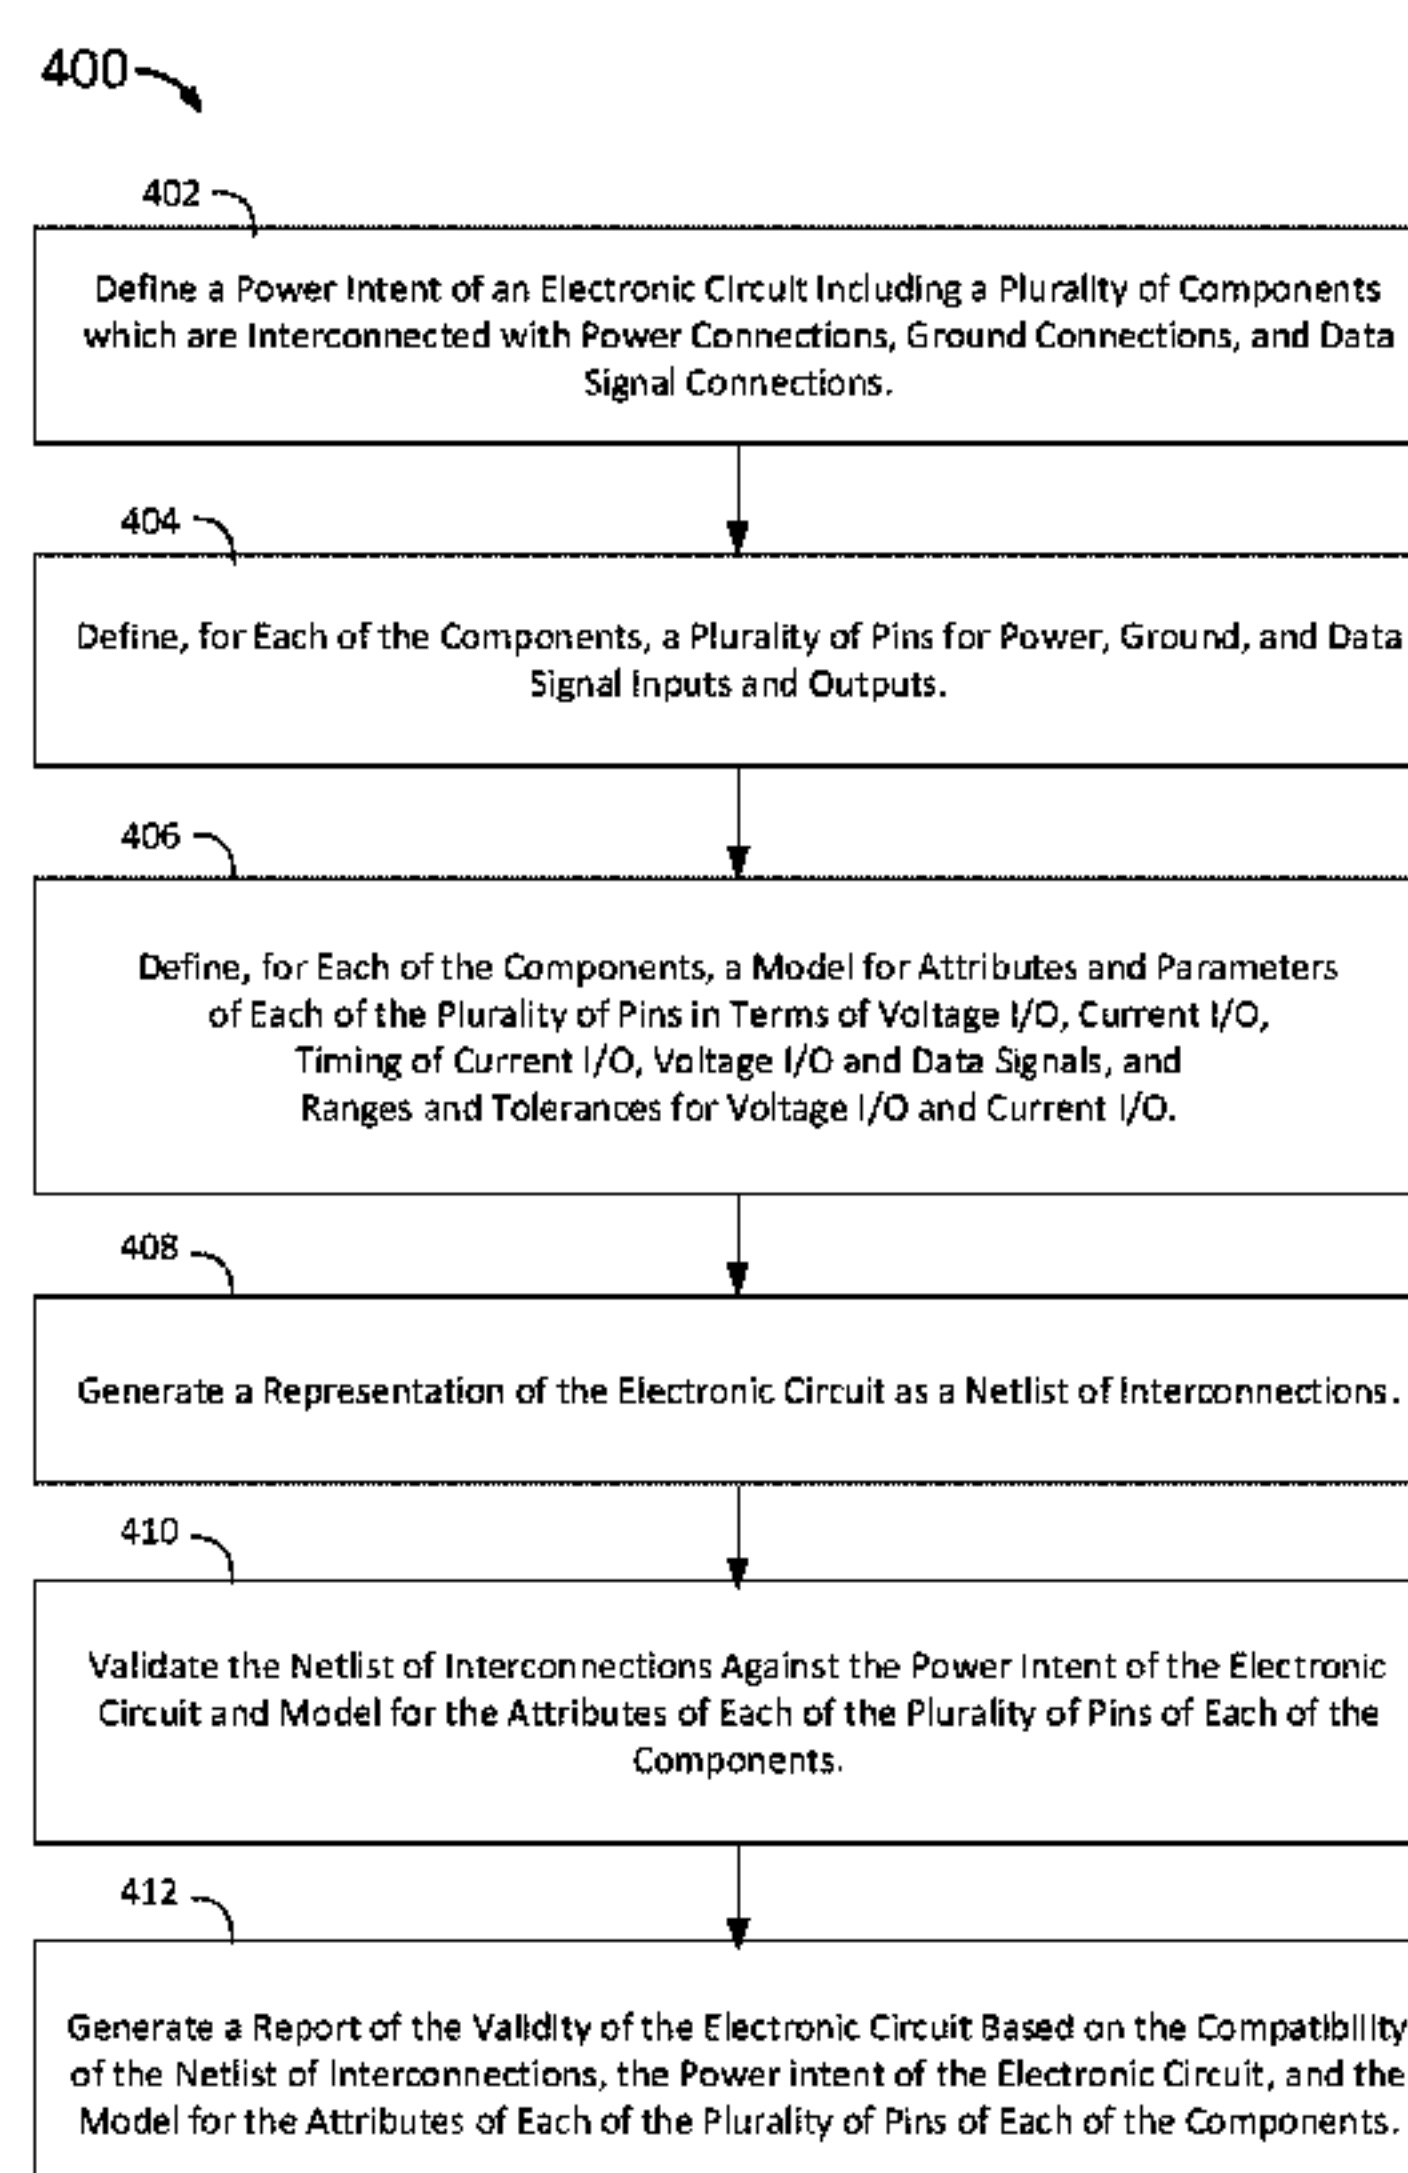 400
402
Define a Power Intent of an Electronic Circuit Including a Plurality of Components
which are Interconnected with Power Connections, Ground Connections, and Data
Signal Connections.
404
Define, for Each of the Components, a Plurality of Pins for Power, Ground, and Data
Signal Inputs and Outputs.
406
Define, for Each of the Components, a Model for Attributes and Parameters
of Each of the Plurality of Pins in Terms of Voltage I/O, Current I/O,
Timing of Current I/O, Voltage I/O and Data Signals, and
Ranges and Tolerances for Voltage I/O and Current I/O.
408
Generate a Representation of the Electronic Circuit as a Netlist of Interconnections.
410
Validate the Netlist of Interconnections Against the Power Intent of the Electronic
Circuit and Model for the Attributes of Each of the Plurality of Pins of Each of the
Components.
412
Generate a Report of the Validity of the Electronic Circuit Based on the Compatibility
of the Netlist of Interconnections, the Power intent of the Electronic Circuit, and the
Model for the Attributes of Each of the Plurality of Pins of Each of the Components.